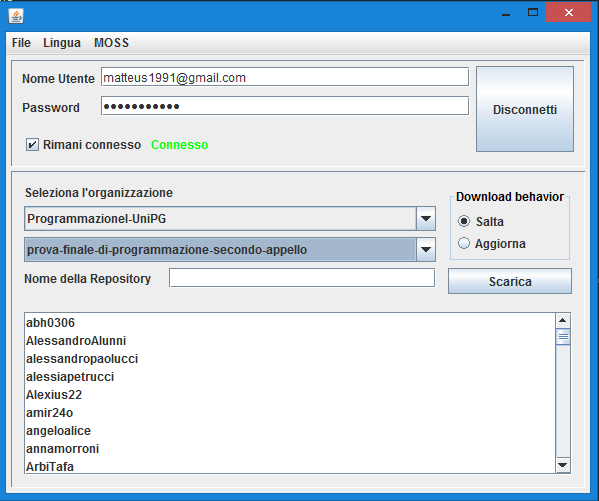 File Lingua MOSS
Nome Utente matteus1991@gmail.com
Password •••••••••••
Disconnetti
Rimani connesso Connesso
Seleziona l'organizzazione
ProgrammazioneI-UniPG
prova-finale-di-programmazione-secondo-appello
Nome della Repository
Download behavior
Salta
Aggiorna
Scarica
abh0306
AlessandroAlunni
alessandropaolucci
alessiapetrucci
Alexius22
amir24o
angeloalice
annamorroni
ArbiTafa